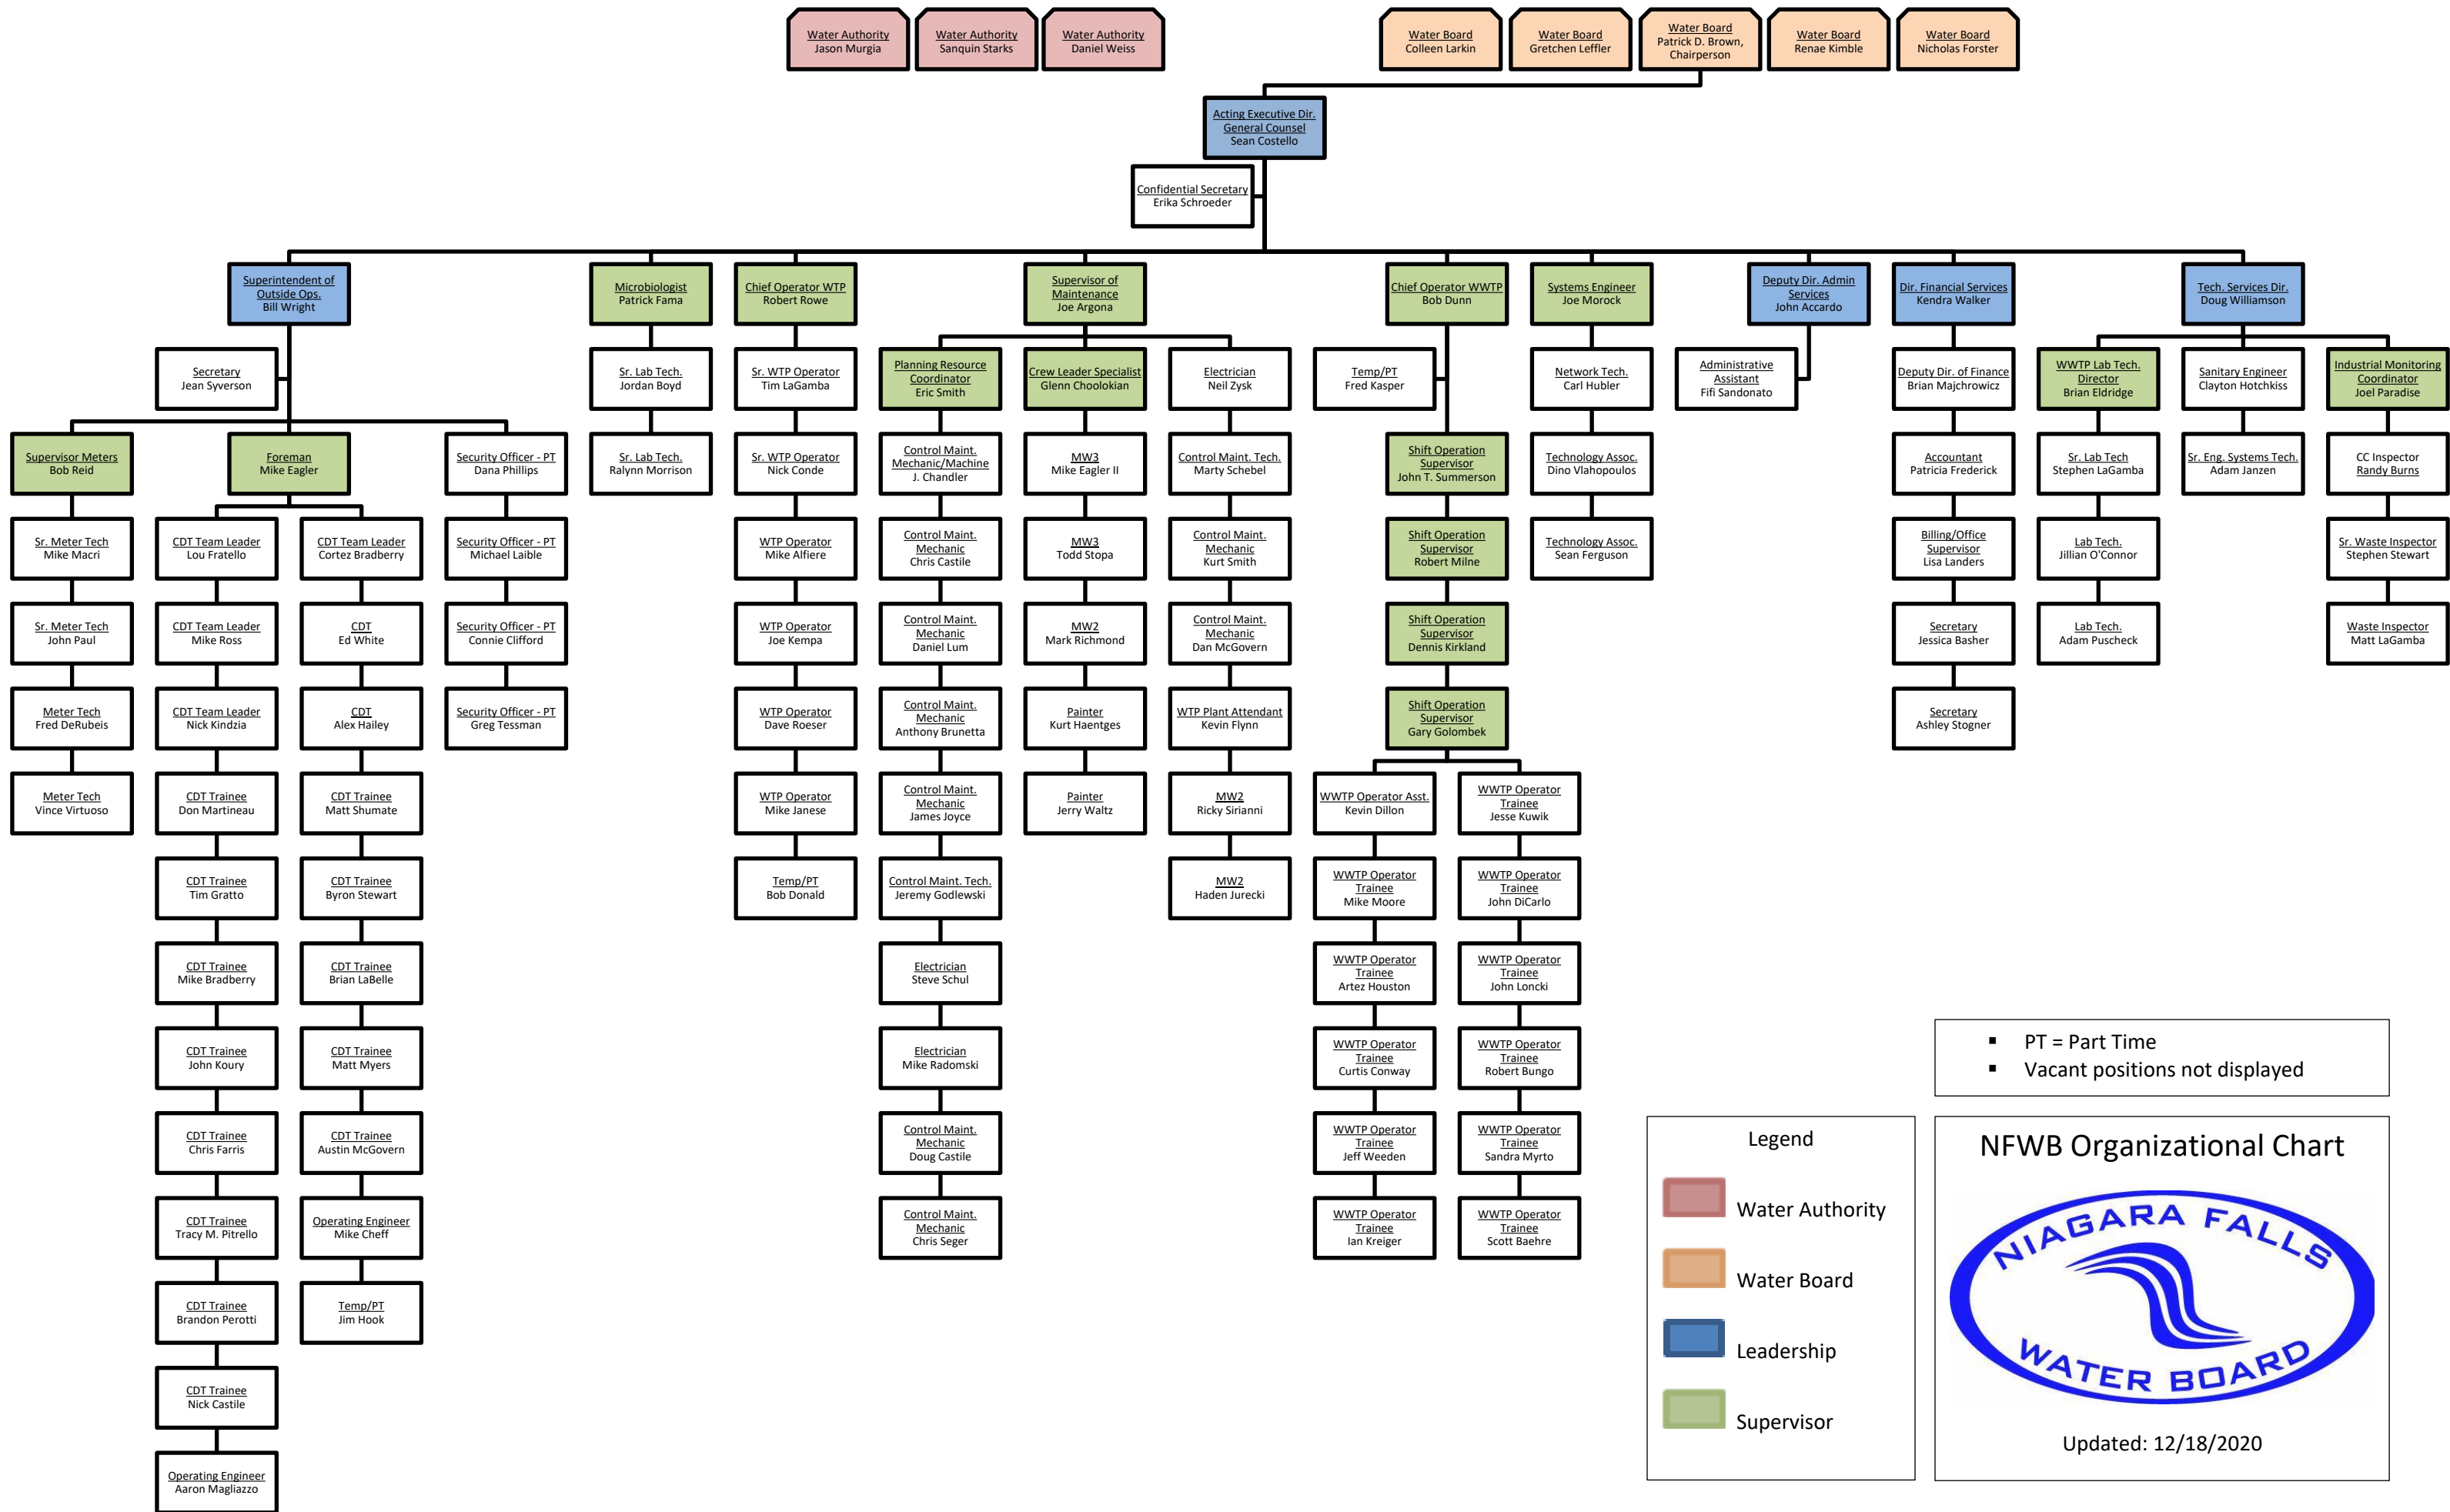 Water Authority
Jason Murgia
Water Authority
Sanquin Starks
Water Authority
Daniel Weiss
Water Board
Colleen Larkin
Water Board
Gretchen Leffler
Water Board
Patrick D. Brown,
Chairperson
Water Board
Renae Kimble
Water Board
Nicholas Forster
Acting Executive Dir.
General Counsel
Sean Costello
Confidential Secretary
Erika Schroeder
Superintendent of
Outside Ops.
Bill Wright
Microbiologist
Patrick Fama
Chief Operator WTP
Robert Rowe
Supervisor of
Maintenance
Joe Argona
Chief Operator WWTP
Bob Dunn
Systems Engineer
Joe Morock
Deputy Dir. Admin
Services
John Accardo
Dir. Financial Services
Kendra Walker
Tech. Services Dir.
Doug Williamson
Secretary
Jean Syverson
Supervisor Meters
Bob Reid
Sr. Meter Tech
Mike Macri
Sr. Meter Tech
John Paul
Meter Tech
Fred DeRubeis
Meter Tech
Vince Virtuoso
Foreman
Mike Eagler
CDT Team Leader
Lou Fratello
CDT Team Leader
Mike Ross
CDT Team Leader
Nick Kindzia
CDT Trainee
Don Martineau
CDT Trainee
Tim Gratto
CDT Trainee
Mike Bradberry
CDT Trainee
John Koury
CDT Trainee
Chris Farris
CDT Trainee
Tracy M. Pitrello
CDT Trainee
Brandon Perotti
CDT Trainee
Nick Castile
Operating Engineer
Aaron Magliazzo
CDT Team Leader
Cortez Bradberry
CDT
Ed White
CDT
Alex Hailey
CDT Trainee
Matt Shumate
CDT Trainee
Byron Stewart
CDT Trainee
Brian LaBelle
CDT Trainee
Matt Myers
CDT Trainee
Austin McGovern
Operating Engineer
Mike Cheff
Temp/PT
Jim Hook
Security Officer - PT
Dana Phillips
Security Officer - PT
Michael Laible
Security Officer - PT
Connie Clifford
Security Officer - PT
Greg Tessman
Sr. Lab Tech.
Jordan Boyd
Sr. Lab Tech.
Ralynn Morrison
Sr. WTP Operator
Tim LaGamba
Sr. WTP Operator
Nick Conde
WTP Operator
Mike Alfiere
WTP Operator
Joe Kempa
WTP Operator
Dave Roeser
WTP Operator
Mike Janese
Temp/PT
Bob Donald
Planning Resource
Coordinator
Eric Smith
Control Maint.
Mechanic/Machine
J. Chandler
Control Maint.
Mechanic
Chris Castile
Control Maint.
Mechanic
Daniel Lum
Control Maint.
Mechanic
Anthony Brunetta
Control Maint.
Mechanic
James Joyce
Control Maint. Tech.
Jeremy Godlewski
Electrician
Steve Schul
Electrician
Mike Radomski
Control Maint.
Mechanic
Doug Castile
Control Maint.
Mechanic
Chris Seger
Crew Leader Specialist
Glenn Choolokian
MW3
Mike Eagler II
MW3
Todd Stopa
MW2
Mark Richmond
Painter
Kurt Haentges
Painter
Jerry Waltz
Electrician
Neil Zysk
Control Maint. Tech.
Marty Schebel
Control Maint.
Mechanic
Kurt Smith
Control Maint.
Mechanic
Dan McGovern
WTP Plant Attendant
Kevin Flynn
MW2
Ricky Sirianni
MW2
Haden Jurecki
Temp/PT
Fred Kasper
Shift Operation
Supervisor
John T. Summerson
Shift Operation
Supervisor
Robert Milne
Shift Operation
Supervisor
Dennis Kirkland
Shift Operation
Supervisor
Gary Golombek
WWTP Operator Asst.
Kevin Dillon
WWTP Operator
Trainee
Mike Moore
WWTP Operator
Trainee
Artez Houston
WWTP Operator
Trainee
Curtis Conway
WWTP Operator
Trainee
Jeff Weeden
WWTP Operator
Trainee
Ian Kreiger
WWTP Operator
Trainee
Jesse Kuwik
WWTP Operator
Trainee
John DiCarlo
WWTP Operator
Trainee
John Loncki
WWTP Operator
Trainee
Robert Bungo
WWTP Operator
Trainee
Sandra Myrto
WWTP Operator
Trainee
Scott Baehre
Network Tech.
Carl Hubler
Technology Assoc.
Dino Vlahopoulos
Technology Assoc.
Sean Ferguson
Administrative
Assistant
Fifi Sandonato
Deputy Dir. of Finance
Brian Majchrowicz
Accountant
Patricia Frederick
Billing/Office
Supervisor
Lisa Landers
Secretary
Jessica Basher
Secretary
Ashley Stogner
WWTP Lab Tech.
Director
Brian Eldridge
Sr. Lab Tech
Stephen LaGamba
Lab Tech.
Jillian O'Connor
Lab Tech.
Adam Puscheck
Sanitary Engineer
Clayton Hotchkiss
Sr. Eng. Systems Tech.
Adam Janzen
Industrial Monitoring
Coordinator
Joel Paradise
CC Inspector
Randy Burns
Sr. Waste Inspector
Stephen Stewart
Waste Inspector
Matt LaGamba
▪ PT = Part Time
▪ Vacant positions not displayed
Legend
Water Authority
Water Board
Leadership
Supervisor
NFWB Organizational Chart
NIAGARA FALLS
WATER BOARD
Updated: 12/18/2020